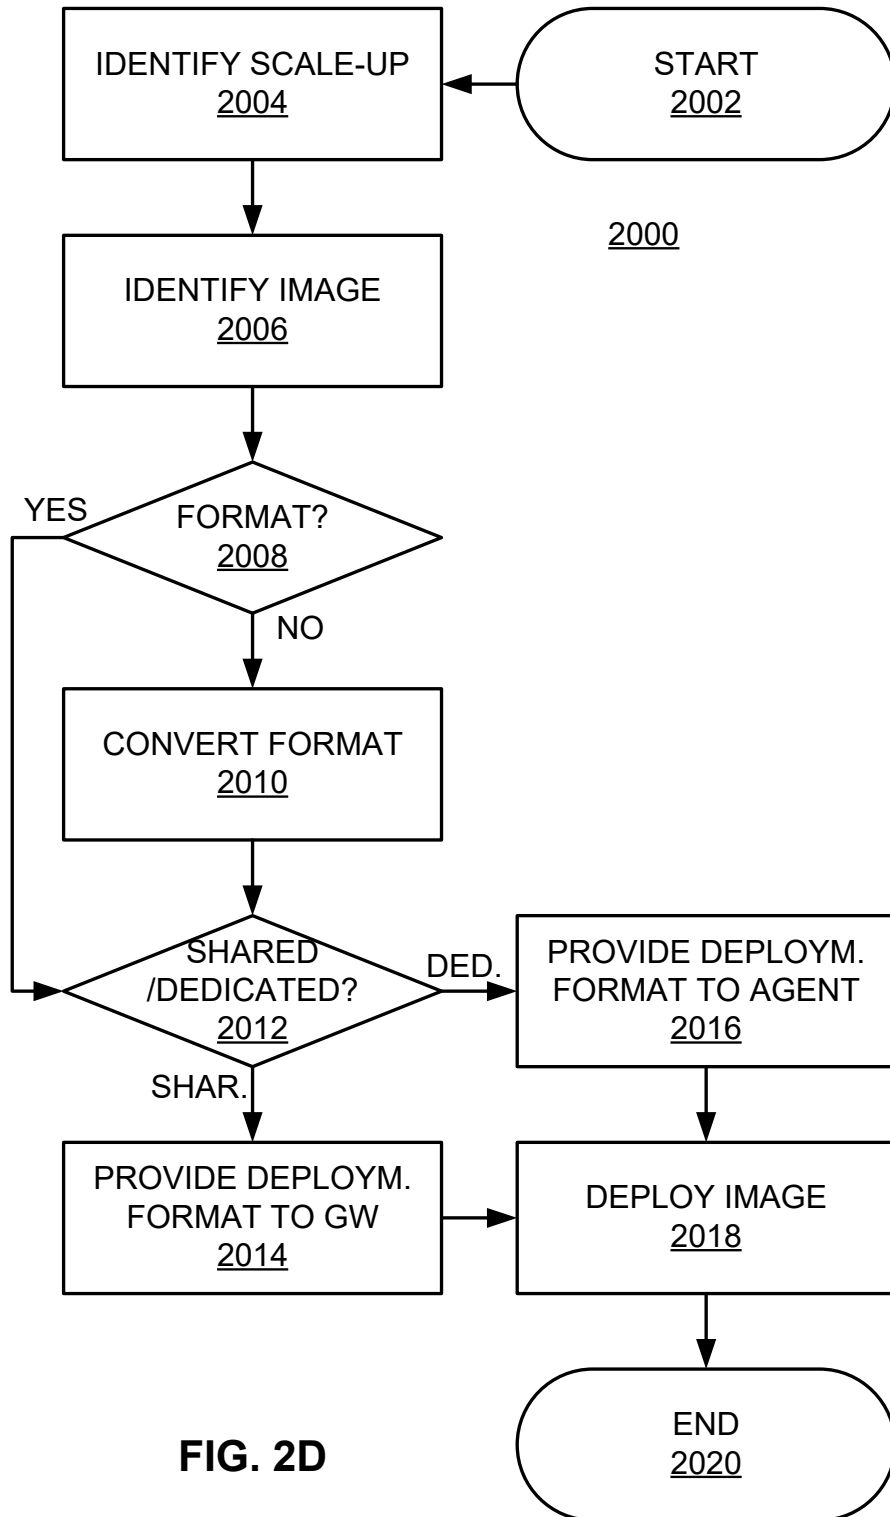 IDENTIFY SCALE-UP
2004
START
2002
2000
IDENTIFY IMAGE
2006
YES
FORMAT?
2008
NO
CONVERT FORMAT
2010
SHARED
/DEDICATED?
2012
DED.
SHAR.
PROVIDE DEPLOYM.
FORMAT TO AGENT
2016
PROVIDE DEPLOYM.
FORMAT TO GW
2014
DEPLOY IMAGE
2018
END
2020
FIG. 2D